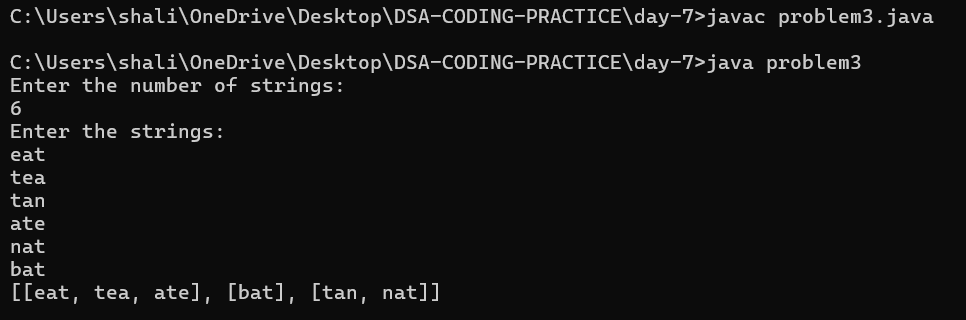 C:\Users\shali\OneDrive\Desktop\DSA-CODING-PRACTICE\day-7>javac problem3.java
C:\Users\shali\OneDrive\Desktop\DSA-CODING-PRACTICE\day-7>java problem3
Enter the number of strings:
6
Enter the strings:
eat
tea
tan
ate
nat
bat
[[eat, tea, ate], [bat], [tan, nat]]